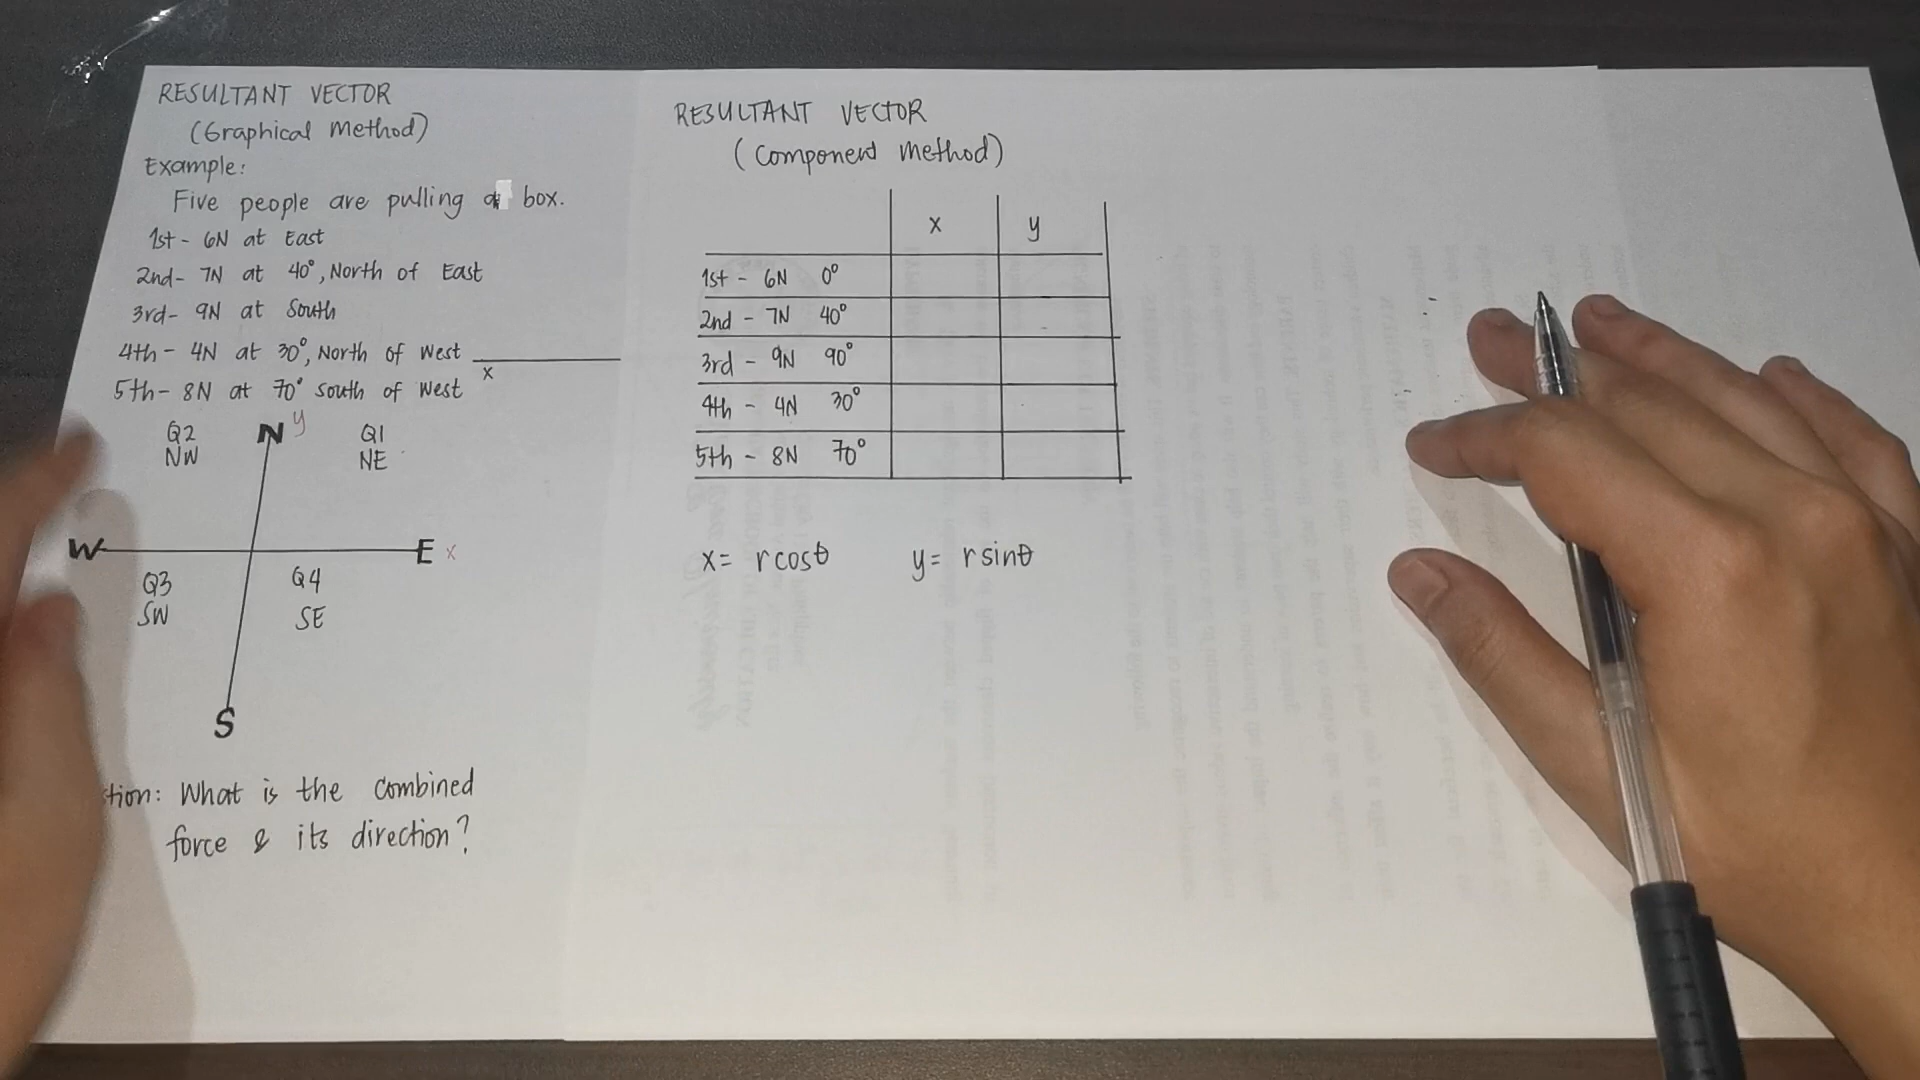 RESULTANT VECTOR
(Graphical Method)
Example:
Five people are pulling a box.
1st - 6N at East
2nd - 7N at 40°, North of East
3rd - 9N at South
4th - 4N at 30°, North of West
x
5th - 8N at 70° South of West
Q2
NW
N y
Q1
NE
W
E x
Q3
SW
Q4
SE
S
tion: What is the combined
force & its direction?
RESULTANT VECTOR
(Component Method)
x y
1st - 6N 0°
2nd - 7N 40°
3rd - 9N 90°
4th - 4N 30°
5th - 8N 70°
x = r cosθ y = r sinθ